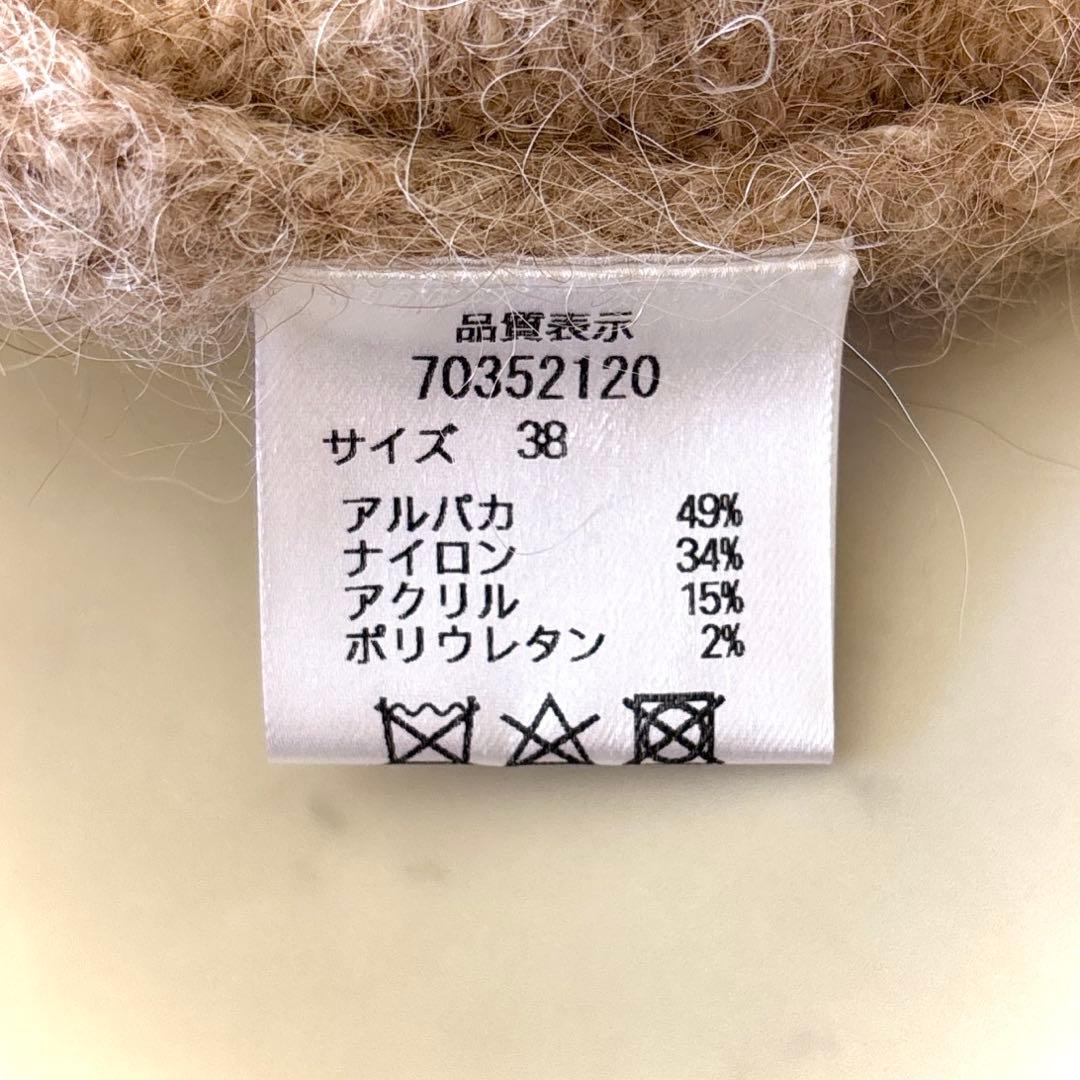 品質表示
70352120
サイズ 38
アルパカ 49%
ナイロン 34%
アクリル 15%
ポリウレタン 2%